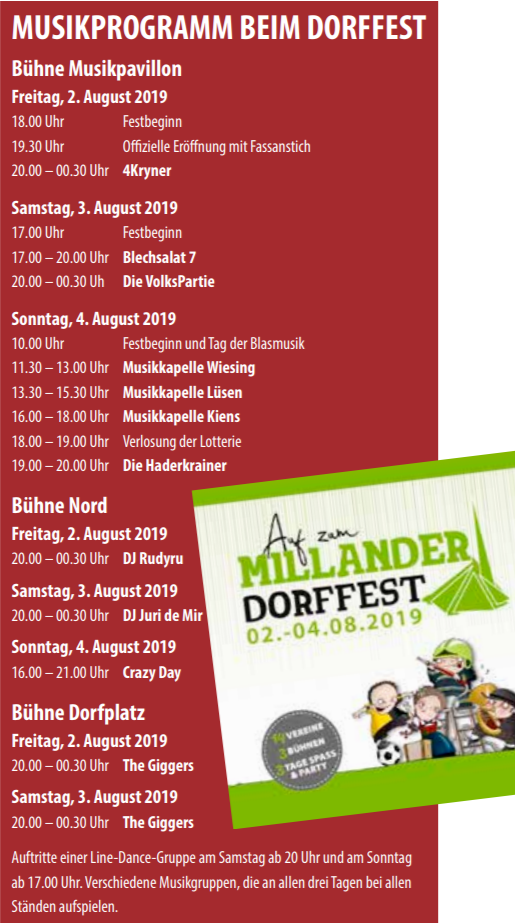 MUSIKPROGRAMM BEIM DORFFEST
Bühne Musikpavillon
Freitag, 2. August 2019
18.00 Uhr Festbeginn
19.30 Uhr Offizielle Eröffnung mit Fassanstich
20.00 – 00.30 Uhr 4Kryner
Samstag, 3. August 2019
17.00 Uhr Festbeginn
17.00 – 20.00 Uhr Blechsalat 7
20.00 – 00.30 Uh Die VolksPartie
Sonntag, 4. August 2019
10.00 Uhr Festbeginn und Tag der Blasmusik
11.30 – 13.00 Uhr Musikkapelle Wiesing
13.30 – 15.30 Uhr Musikkapelle Lüsen
16.00 – 18.00 Uhr Musikkapelle Kiens
18.00 – 19.00 Uhr Verlosung der Lotterie
19.00 – 20.00 Uhr Die Haderkrainer
Bühne Nord
Freitag, 2. August 2019
20.00 – 00.30 Uhr DJ Rudyru
Samstag, 3. August 2019
20.00 – 00.30 Uhr DJ Juri de Mir
Sonntag, 4. August 2019
16.00 – 21.00 Uhr Crazy Day
Bühne Dorfplatz
Freitag, 2. August 2019
20.00 – 00.30 Uhr The Giggers
Samstag, 3. August 2019
20.00 – 00.30 Uhr The Giggers
Auftritte einer Line-Dance-Gruppe am Samstag ab 20 Uhr und am Sonntag
ab 17.00 Uhr. Verschiedene Musikgruppen, die an allen drei Tagen bei allen
Ständen aufspielen.
Auf zum
MILLANDER
DORFFEST
02.-04.08.2019
14 VEREINE
3 BÜHNEN
3 TAGE SPASS
& PARTY